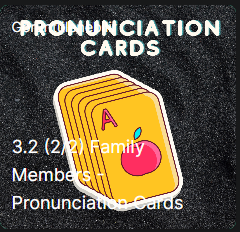 PRONUNCIATION
CARDS
A
3.2 (2/2) Family
Members -
Pronunciation Cards